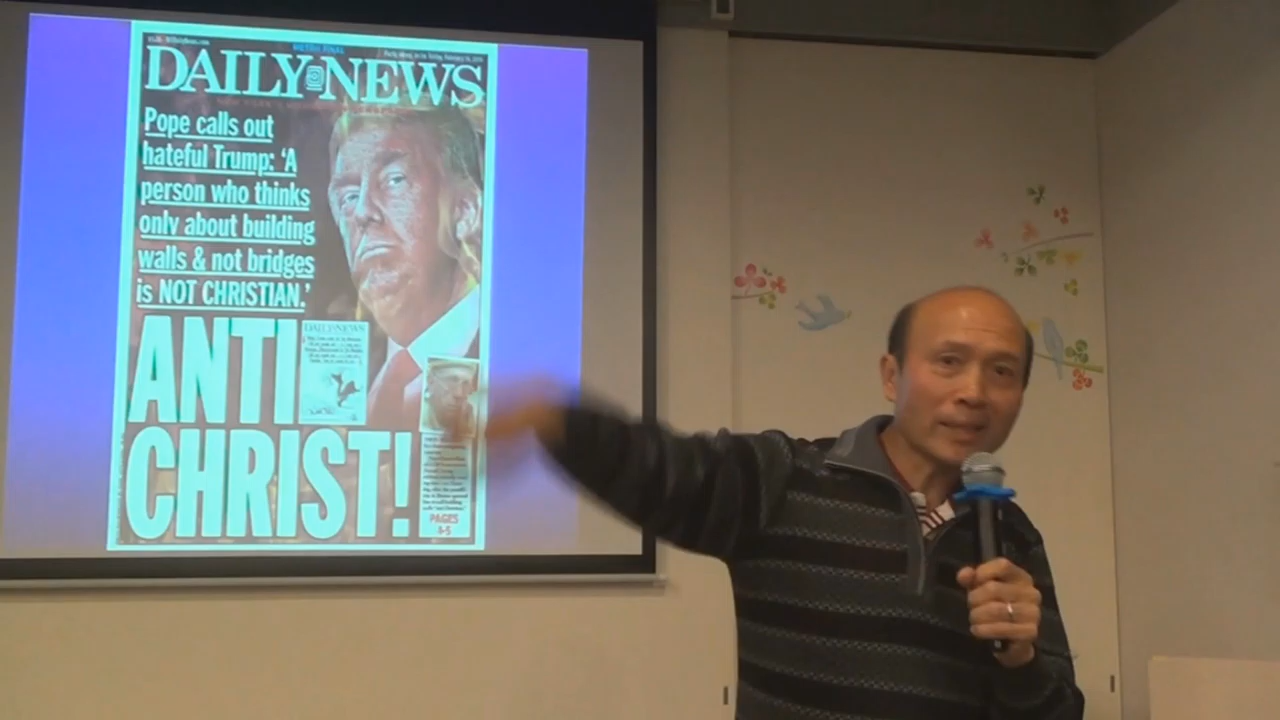 DAILY NEWS
Pope calls out
hateful Trump: 'A
person who thinks
only about building
walls & not bridges
is NOT CHRISTIAN.'
ANTI
DAILY NEWS
CHRIST!
PAGES
4-5